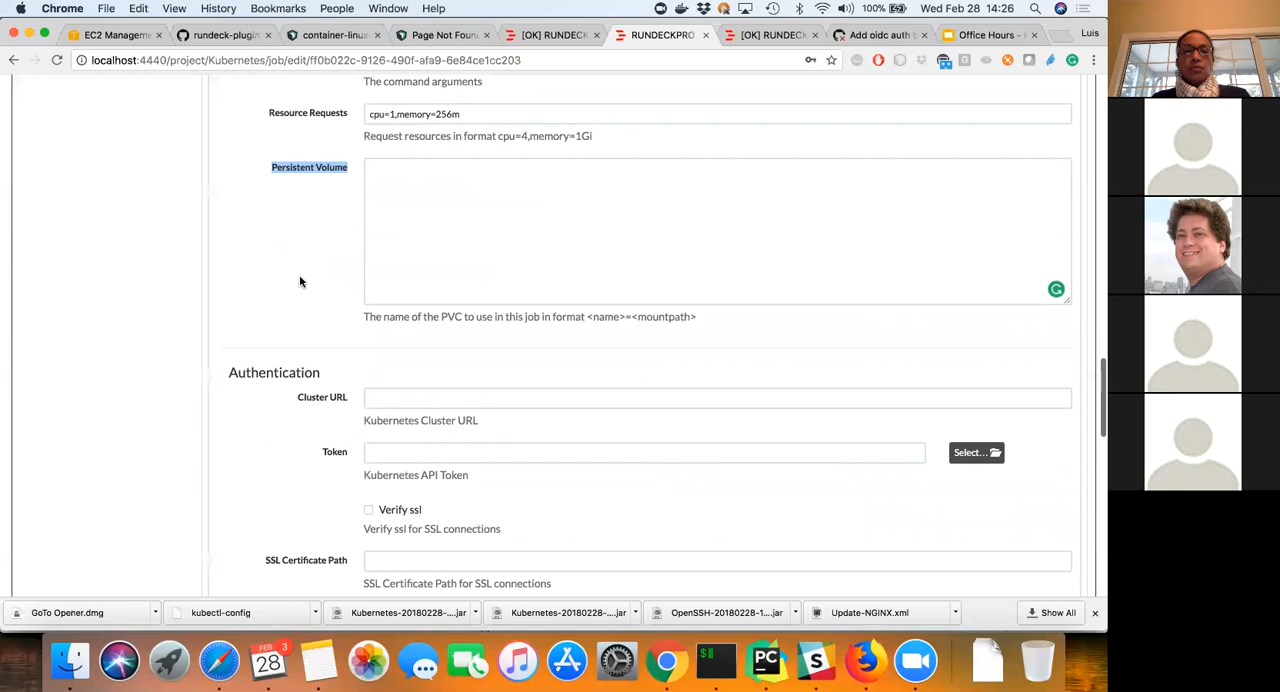 Chrome File Edit View History Bookmarks People Window Help 100% Wed Feb 28 14:26
EC2 Manageme rundeck-plugin container-linux Page Not Foun [OK] RUNDECK RUNDECKPRO [OK] RUNDECK Add oidc auth b Office Hours - Luis
localhost:4440/project/Kubernetes/job/edit/ff0b022c-9126-490f-afa9-6e84ce1cc203
The command arguments
Resource Requests cpu=1,memory=256m
Request resources in format cpu=4,memory=1Gi
Persistent Volume
The name of the PVC to use in this job in format <name>=<mountpath>
Authentication
Cluster URL
Kubernetes Cluster URL
Token Select...
Kubernetes API Token
Verify ssl
Verify ssl for SSL connections
SSL Certificate Path
SSL Certificate Path for SSL connections
GoTo Opener.dmg kubectl-config Kubernetes-20180228-....jar Kubernetes-20180228-....jar OpenSSH-20180228-1....jar Update-NGINX.xml Show All
FEB 3
28 $ PC S